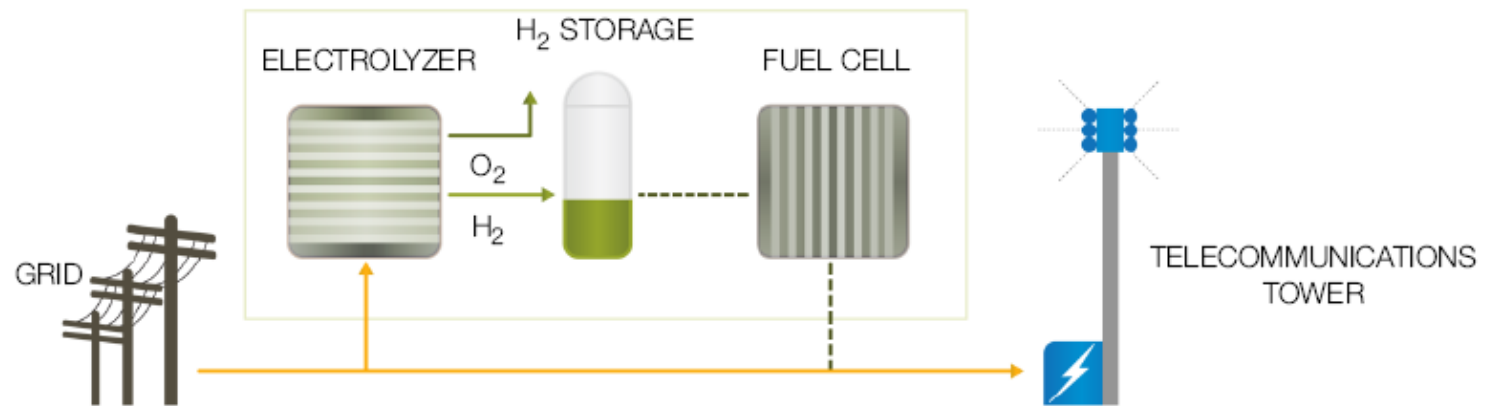 H₂ STORAGE
ELECTROLYZER
FUEL CELL
O₂
H₂
GRID
TELECOMMUNICATIONS
TOWER